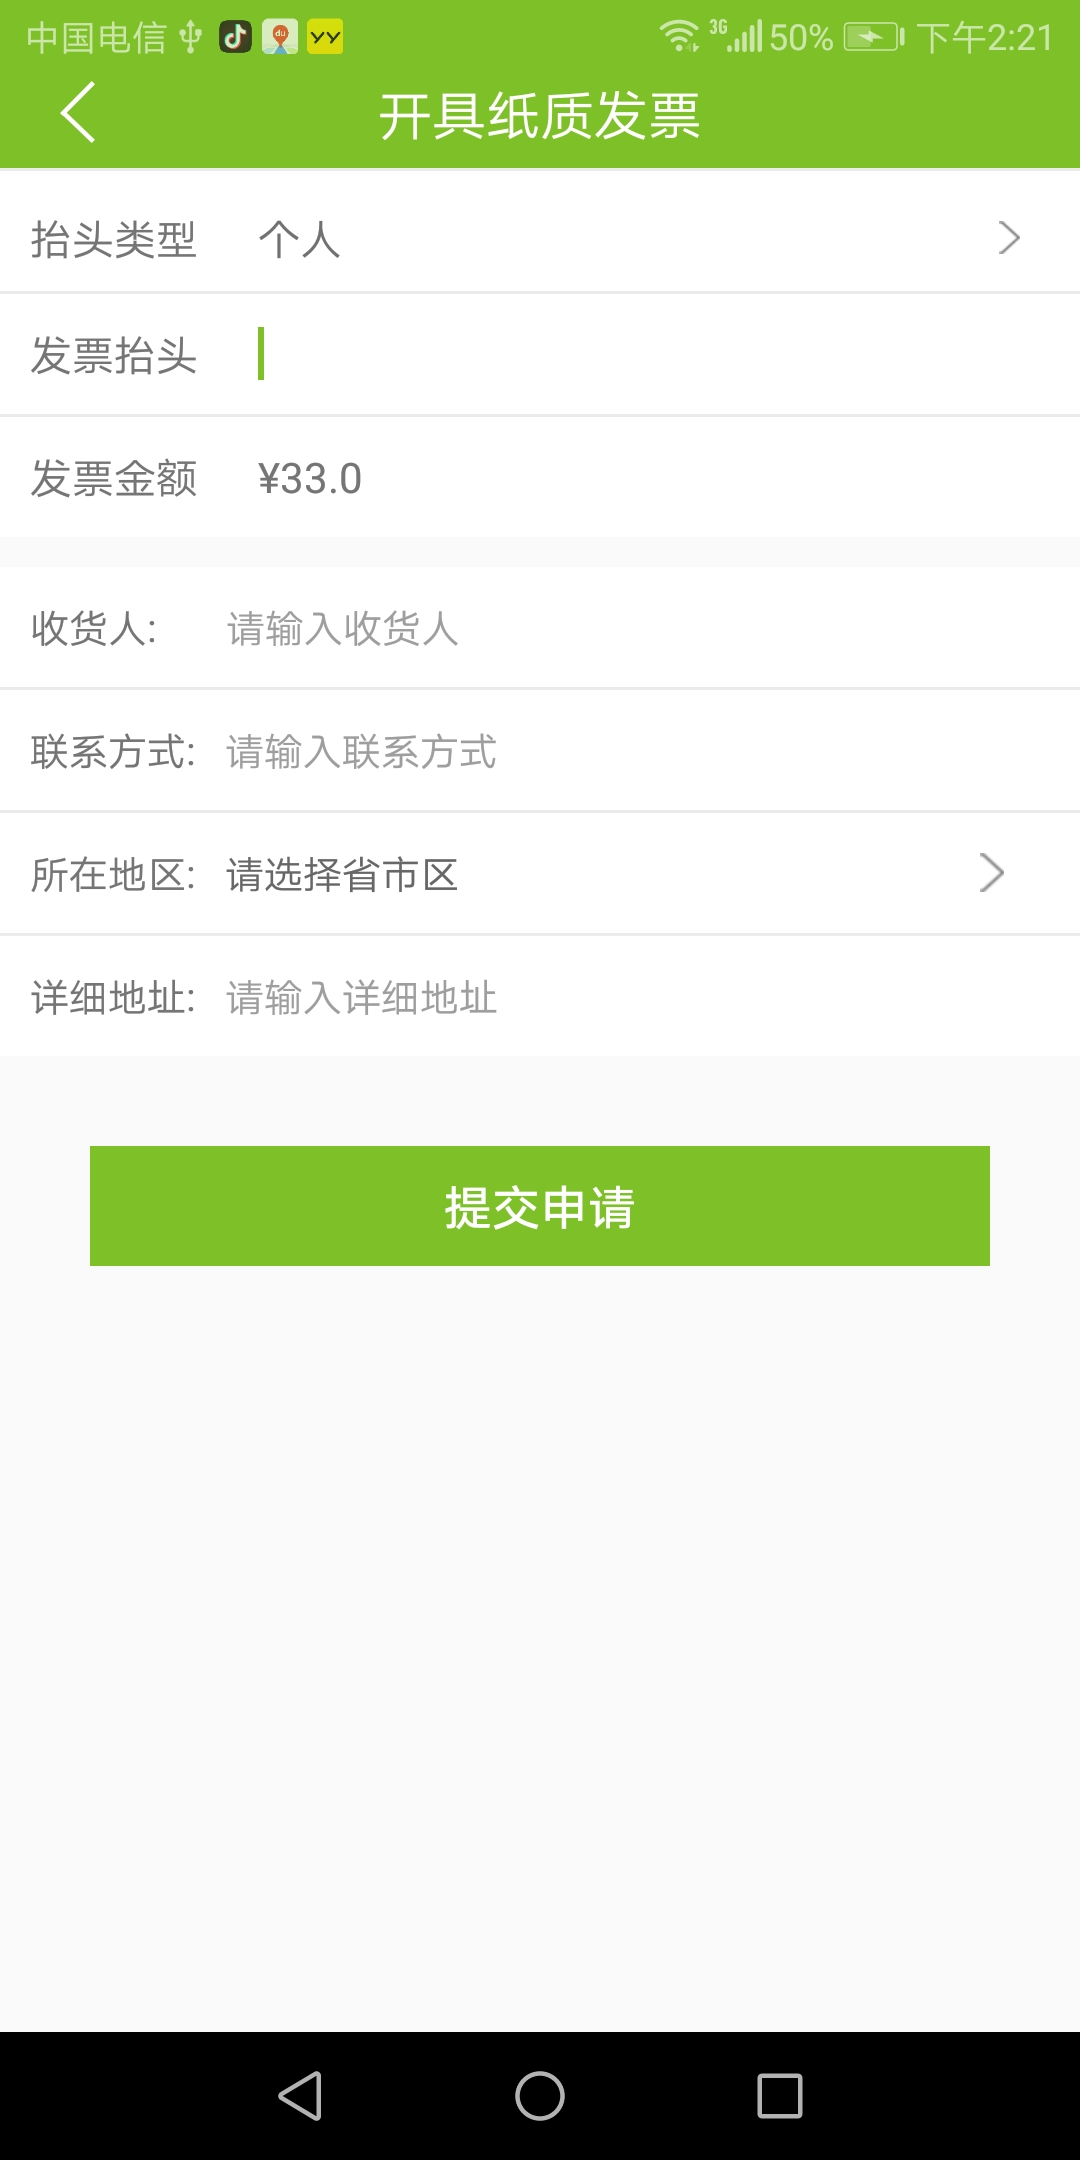 中国电信 3G 50% 下午2:21
开具纸质发票
抬头类型 个人
发票抬头
发票金额 ¥33.0
收货人: 请输入收货人
联系方式: 请输入联系方式
所在地区: 请选择省市区
详细地址: 请输入详细地址
提交申请